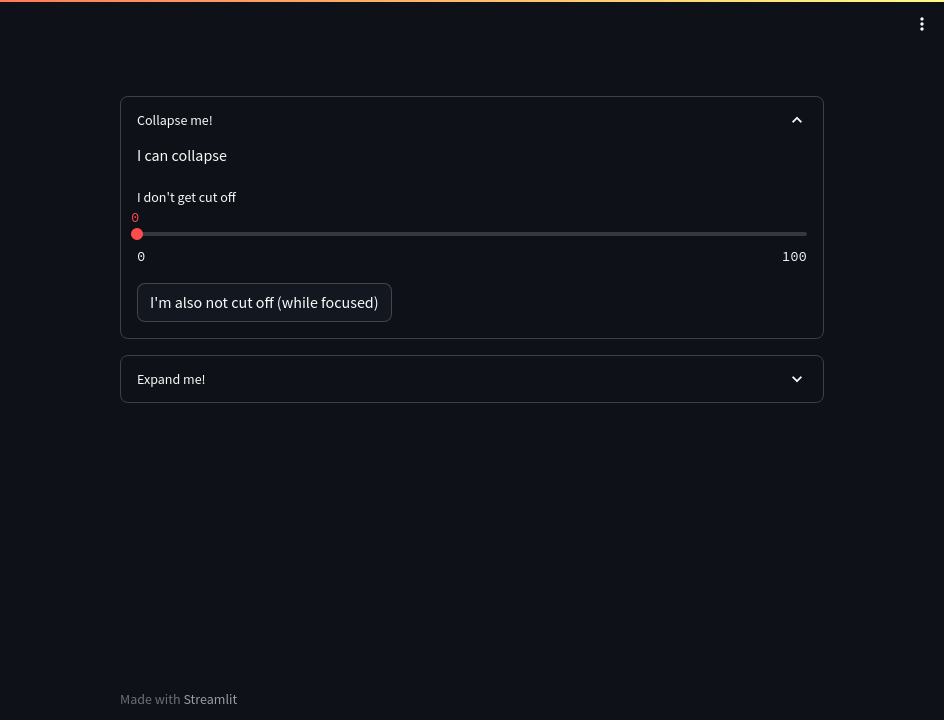 Collapse me!
I can collapse
I don't get cut off
0
0 100
I'm also not cut off (while focused)
Expand me!
Made with Streamlit